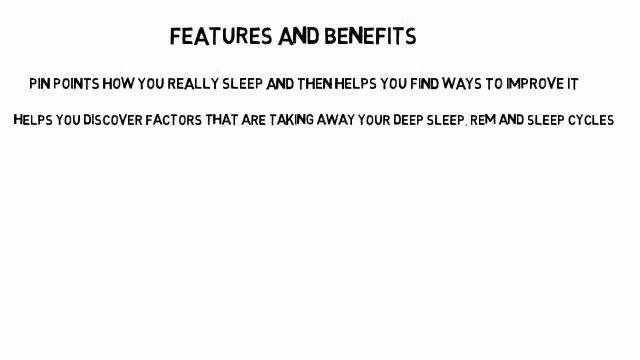 FEATURES AND BENEFITS
PIN POINTS HOW YOU REALLY SLEEP AND THEN HELPS YOU FIND WAYS TO IMPROVE IT
HELPS YOU DISCOVER FACTORS THAT ARE TAKING AWAY YOUR DEEP SLEEP, REM AND SLEEP CYCLES